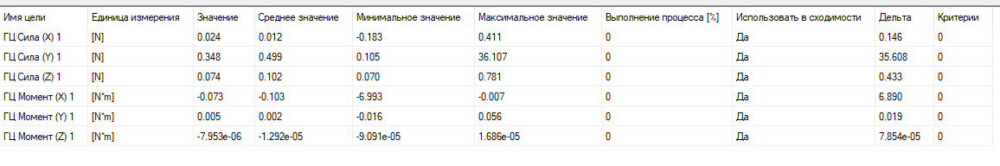 Имя цели Единица измерения Значение Среднее значение Минимальное значение Максимальное значение Выполнение процесса [%] Использовать в сходимости Дельта Критерии
ГЦ Сила (X) 1 [N] 0.024 0.012 -0.183 0.411 0 Да 0.146 0
ГЦ Сила (Y) 1 [N] 0.348 0.499 0.105 36.107 0 Да 35.608 0
ГЦ Сила (Z) 1 [N] 0.074 0.102 0.070 0.781 0 Да 0.433 0
ГЦ Момент (X) 1 [N*m] -0.073 -0.103 -6.993 -0.007 0 Да 6.890 0
ГЦ Момент (Y) 1 [N*m] 0.005 0.002 -0.016 0.056 0 Да 0.019 0
ГЦ Момент (Z) 1 [N*m] -7.953e-06 -1.292e-05 -9.091e-05 1.686e-05 0 Да 7.854e-05 0